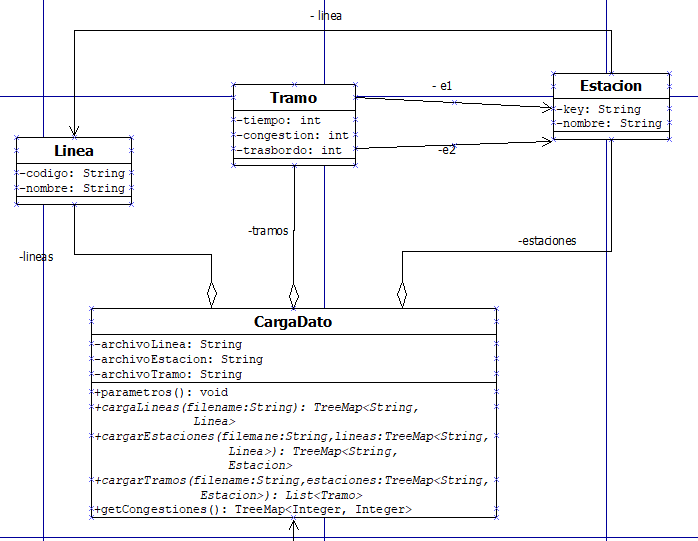 - linea
- e1
Tramo
-tiempo: int
-congestion: int
-trasbordo: int
-e2
Estacion
-key: String
-nombre: String
Linea
-codigo: String
-nombre: String
-lineas
-tramos
-estaciones
CargaDato
-archivoLinea: String
-archivoEstacion: String
-archivoTramo: String
+parametros(): void
+cargaLineas(filename:String): TreeMap<String,
Linea>
+cargarEstaciones(filemane:String,lineas:TreeMap<String,
Linea>): TreeMap<String,
Estacion>
+cargarTramos(filename:String,estaciones:TreeMap<String,
Estacion>): List<Tramo>
+getCongestiones(): TreeMap<Integer, Integer>